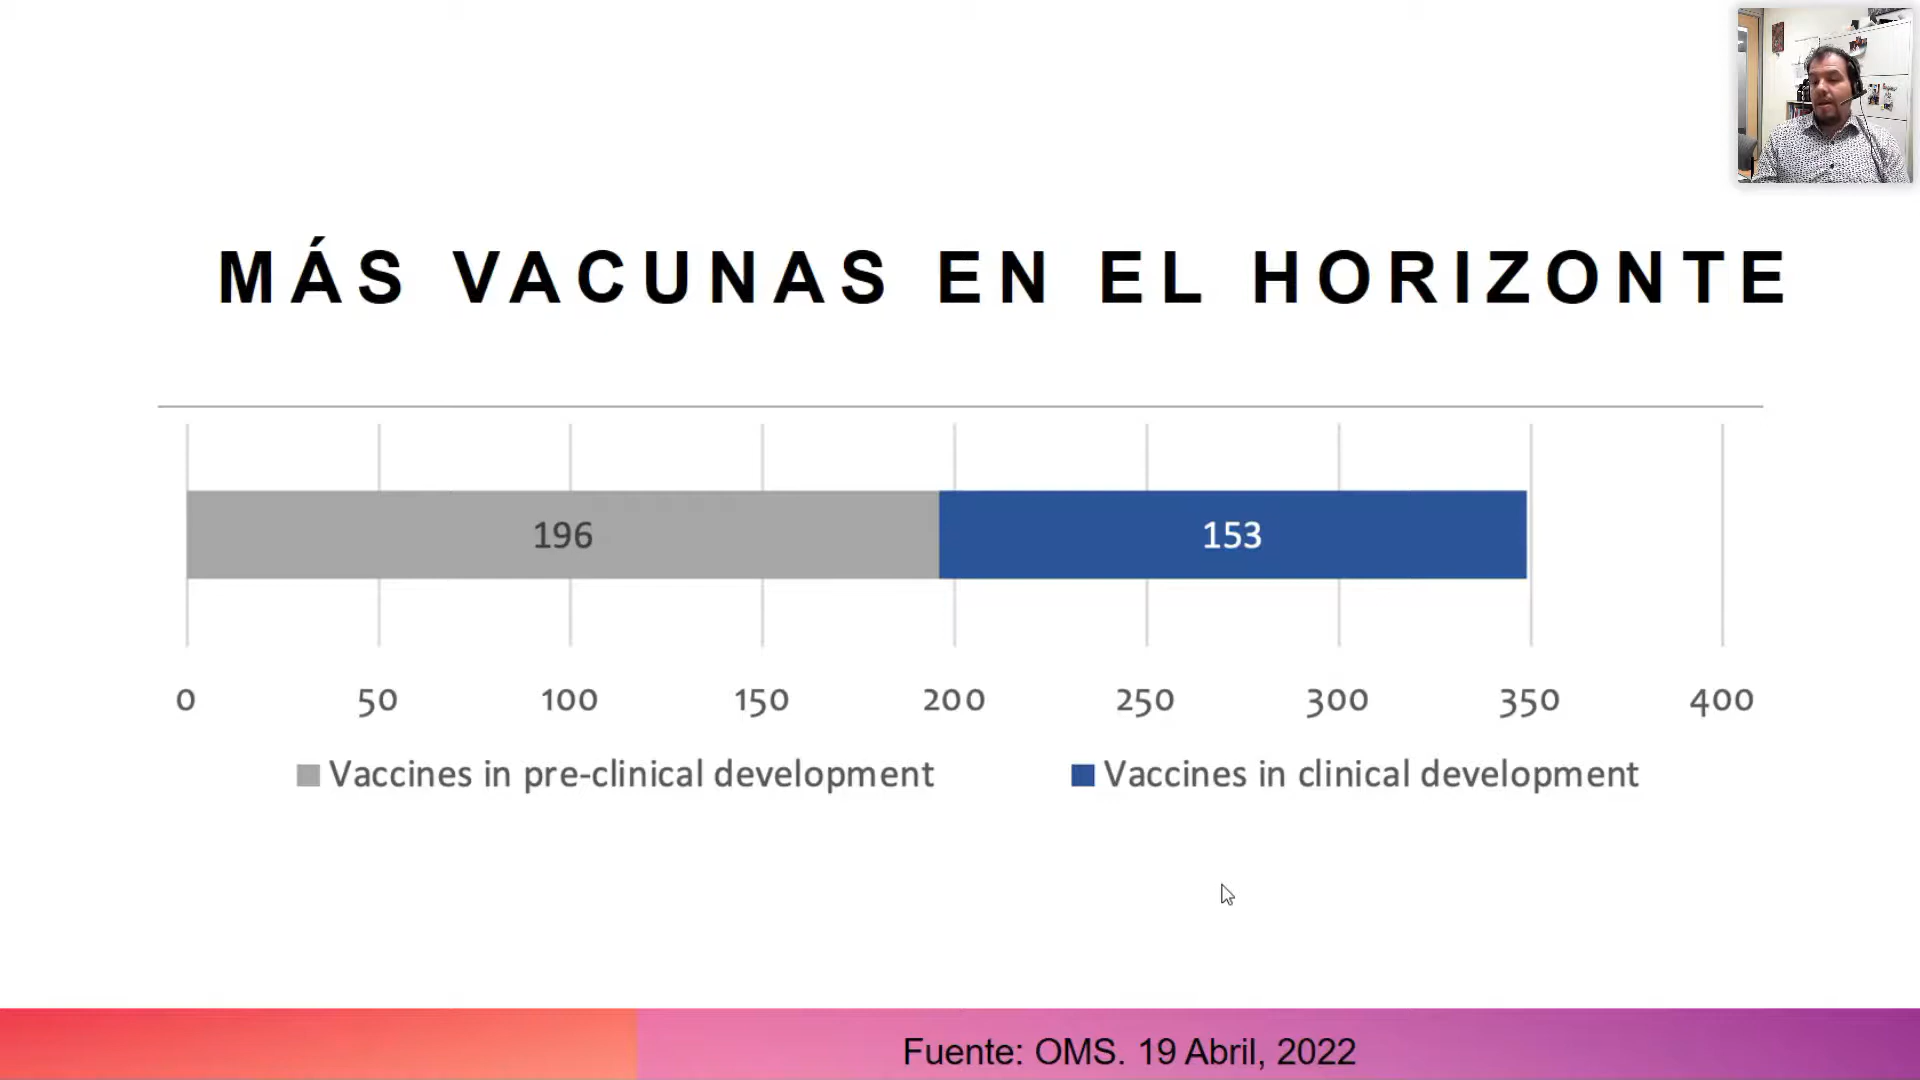 MÁS VACUNAS EN EL HORIZONTE
196 153
0 50 100 150 200 250 300 350 400
Vaccines in pre-clinical development Vaccines in clinical development
Fuente: OMS. 19 Abril, 2022